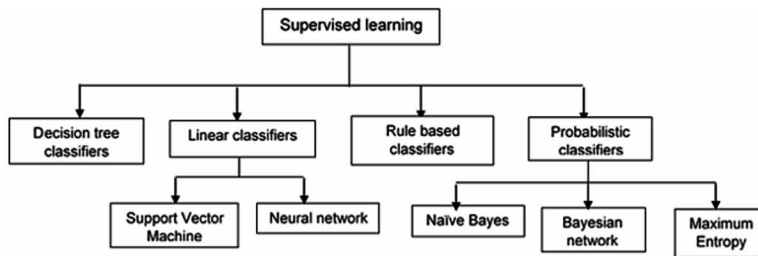 Supervised learning
Decision tree
classifiers
Linear classifiers
Rule based
classifiers
Probabilistic
classifiers
Support Vector
Machine
Neural network
Naïve Bayes
Bayesian
network
Maximum
Entropy